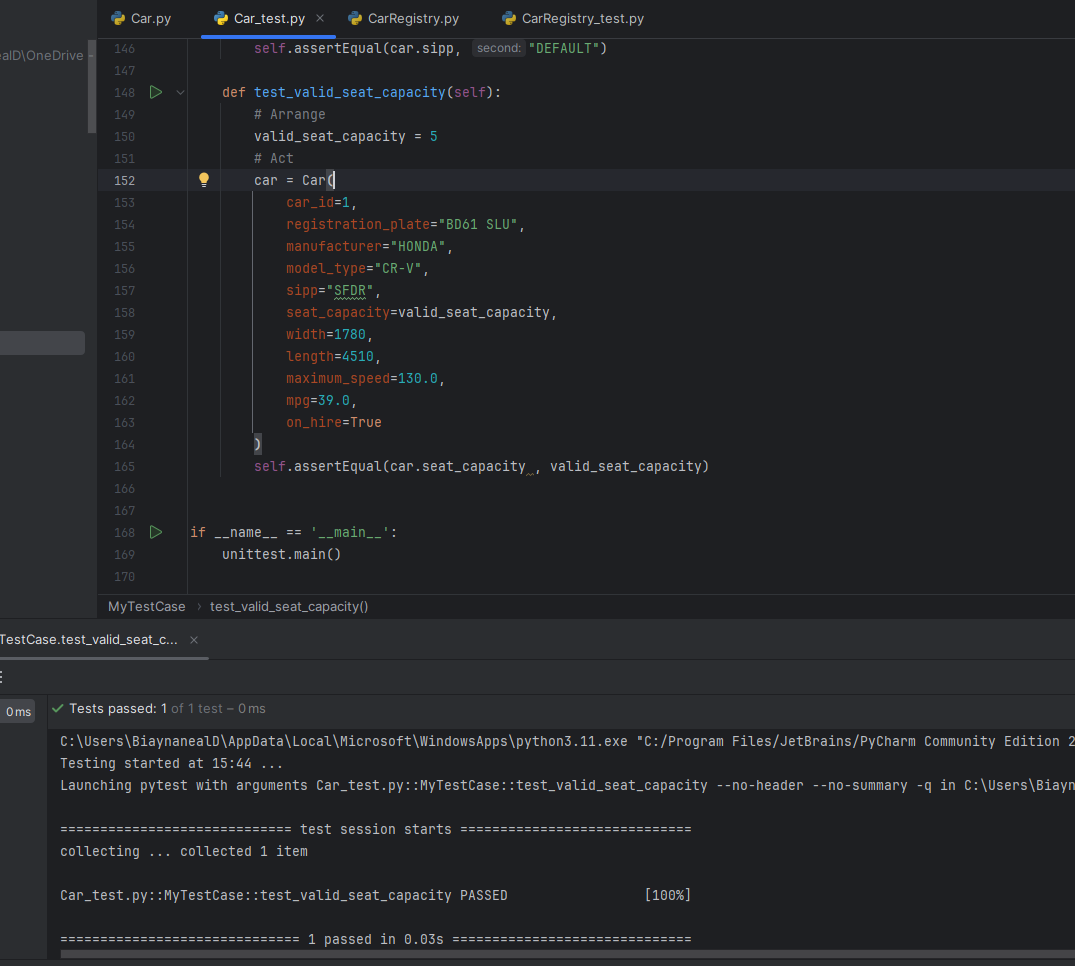 Car.py
Car_test.py
CarRegistry.py
CarRegistry_test.py
ealD\OneDrive
146 self.assertEqual(car.sipp, second: "DEFAULT")
147
148 def test_valid_seat_capacity(self):
149 # Arrange
150 valid_seat_capacity = 5
151 # Act
152 car = Car(
153 car_id=1,
154 registration_plate="BD61 SLU",
155 manufacturer="HONDA",
156 model_type="CR-V",
157 sipp="SFDR",
158 seat_capacity=valid_seat_capacity,
159 width=1780,
160 length=4510,
161 maximum_speed=130.0,
162 mpg=39.0,
163 on_hire=True
164 )
165 self.assertEqual(car.seat_capacity , valid_seat_capacity)
166
167
168 if __name__ == '__main__':
169 unittest.main()
170
MyTestCase > test_valid_seat_capacity()
TestCase.test_valid_seat_c...
0 ms
Tests passed: 1 of 1 test – 0 ms
C:\Users\BiaynanealD\AppData\Local\Microsoft\WindowsApps\python3.11.exe "C:/Program Files/JetBrains/PyCharm Community Edition 2
Testing started at 15:44 ...
Launching pytest with arguments Car_test.py::MyTestCase::test_valid_seat_capacity --no-header --no-summary -q in C:\Users\Biayn
============================= test session starts =============================
collecting ... collected 1 item
Car_test.py::MyTestCase::test_valid_seat_capacity PASSED [100%]
============================== 1 passed in 0.03s ==============================